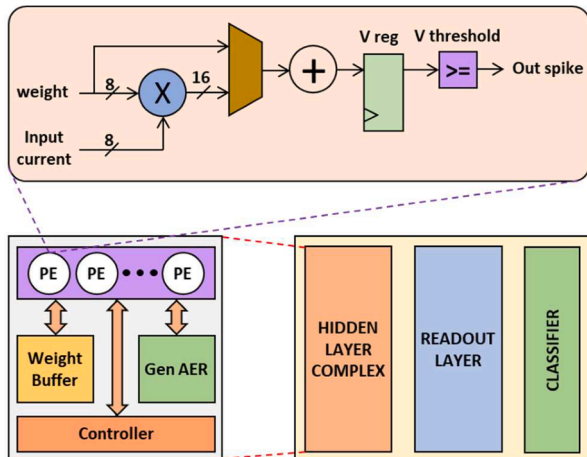 V reg
V threshold
weight
8
X
16
+
>=
Out spike
Input
current
8
PE
PE
PE
Weight
Buffer
Gen AER
Controller
HIDDEN
LAYER
COMPLEX
READOUT
LAYER
CLASSIFIER